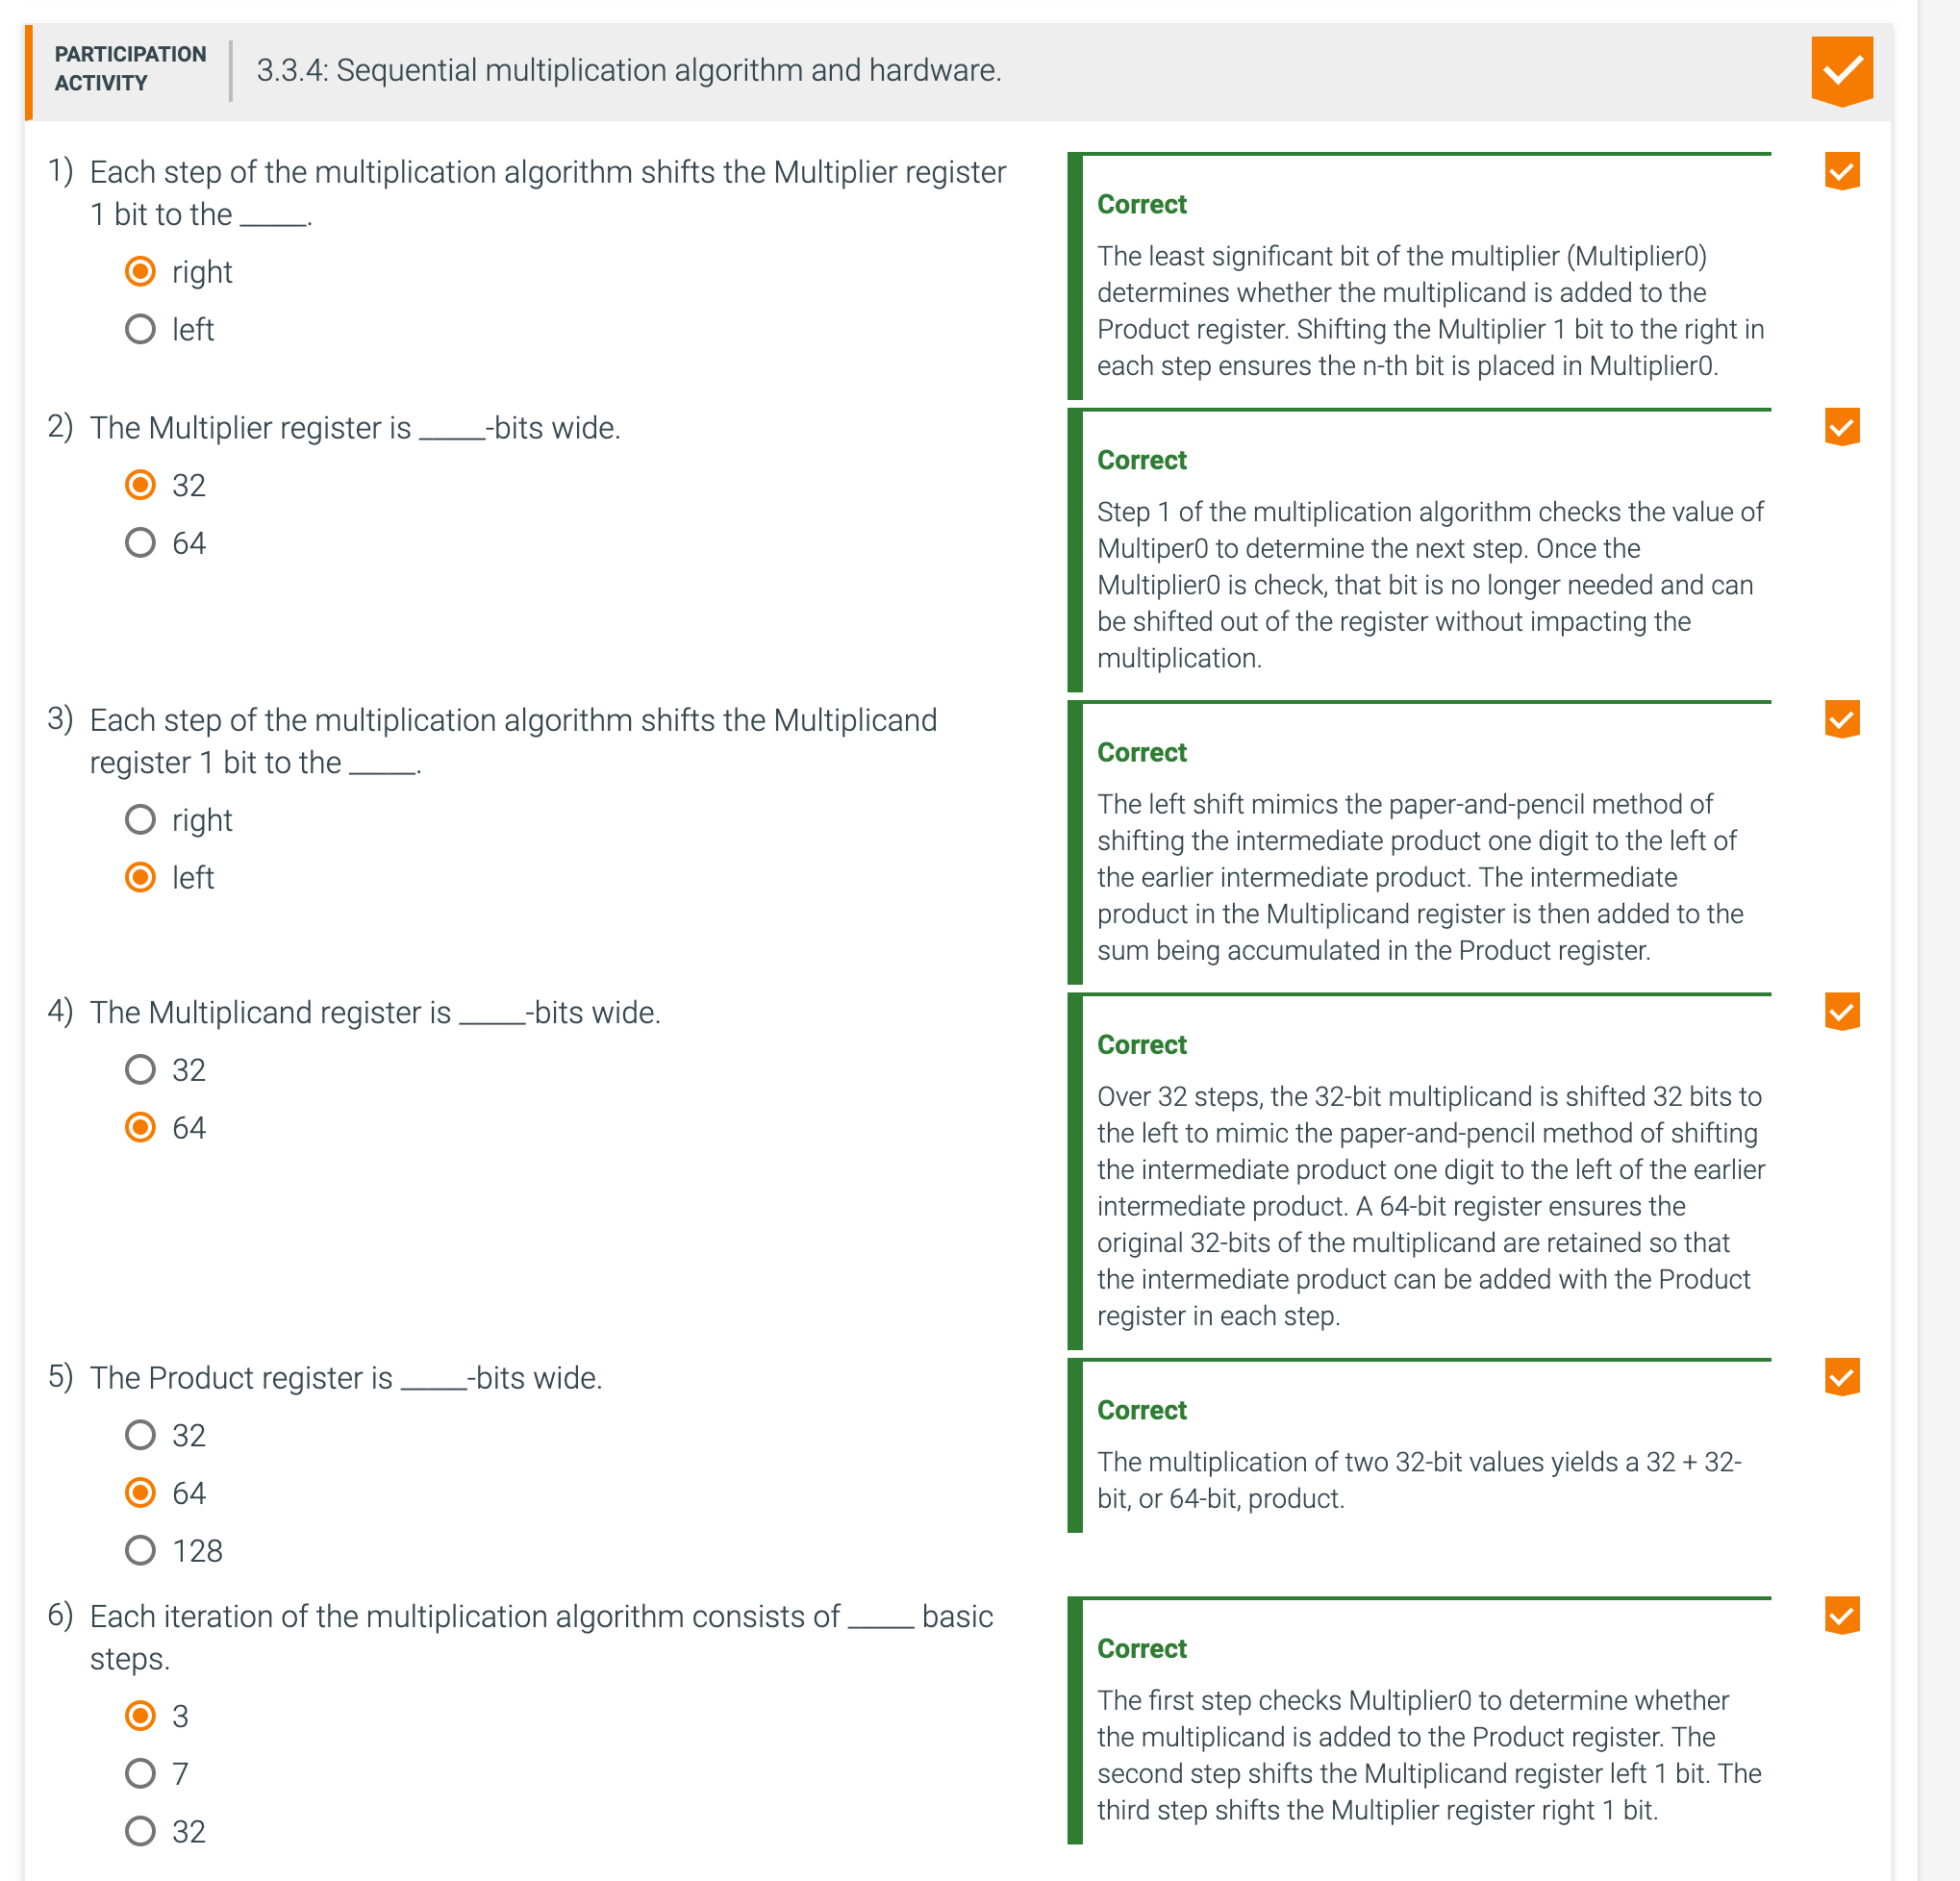 PARTICIPATION
ACTIVITY
3.3.4: Sequential multiplication algorithm and hardware.
1) Each step of the multiplication algorithm shifts the Multiplier register
1 bit to the _____.
right
left
Correct
The least significant bit of the multiplier (Multiplier0)
determines whether the multiplicand is added to the
Product register. Shifting the Multiplier 1 bit to the right in
each step ensures the n-th bit is placed in Multiplier0.
2) The Multiplier register is _____-bits wide.
32
64
Correct
Step 1 of the multiplication algorithm checks the value of
Multiper0 to determine the next step. Once the
Multiplier0 is check, that bit is no longer needed and can
be shifted out of the register without impacting the
multiplication.
3) Each step of the multiplication algorithm shifts the Multiplicand
register 1 bit to the _____.
right
left
Correct
The left shift mimics the paper-and-pencil method of
shifting the intermediate product one digit to the left of
the earlier intermediate product. The intermediate
product in the Multiplicand register is then added to the
sum being accumulated in the Product register.
4) The Multiplicand register is _____-bits wide.
32
64
Correct
Over 32 steps, the 32-bit multiplicand is shifted 32 bits to
the left to mimic the paper-and-pencil method of shifting
the intermediate product one digit to the left of the earlier
intermediate product. A 64-bit register ensures the
original 32-bits of the multiplicand are retained so that
the intermediate product can be added with the Product
register in each step.
5) The Product register is _____-bits wide.
32
64
128
Correct
The multiplication of two 32-bit values yields a 32 + 32-
bit, or 64-bit, product.
6) Each iteration of the multiplication algorithm consists of _____ basic
steps.
3
7
32
Correct
The first step checks Multiplier0 to determine whether
the multiplicand is added to the Product register. The
second step shifts the Multiplicand register left 1 bit. The
third step shifts the Multiplier register right 1 bit.